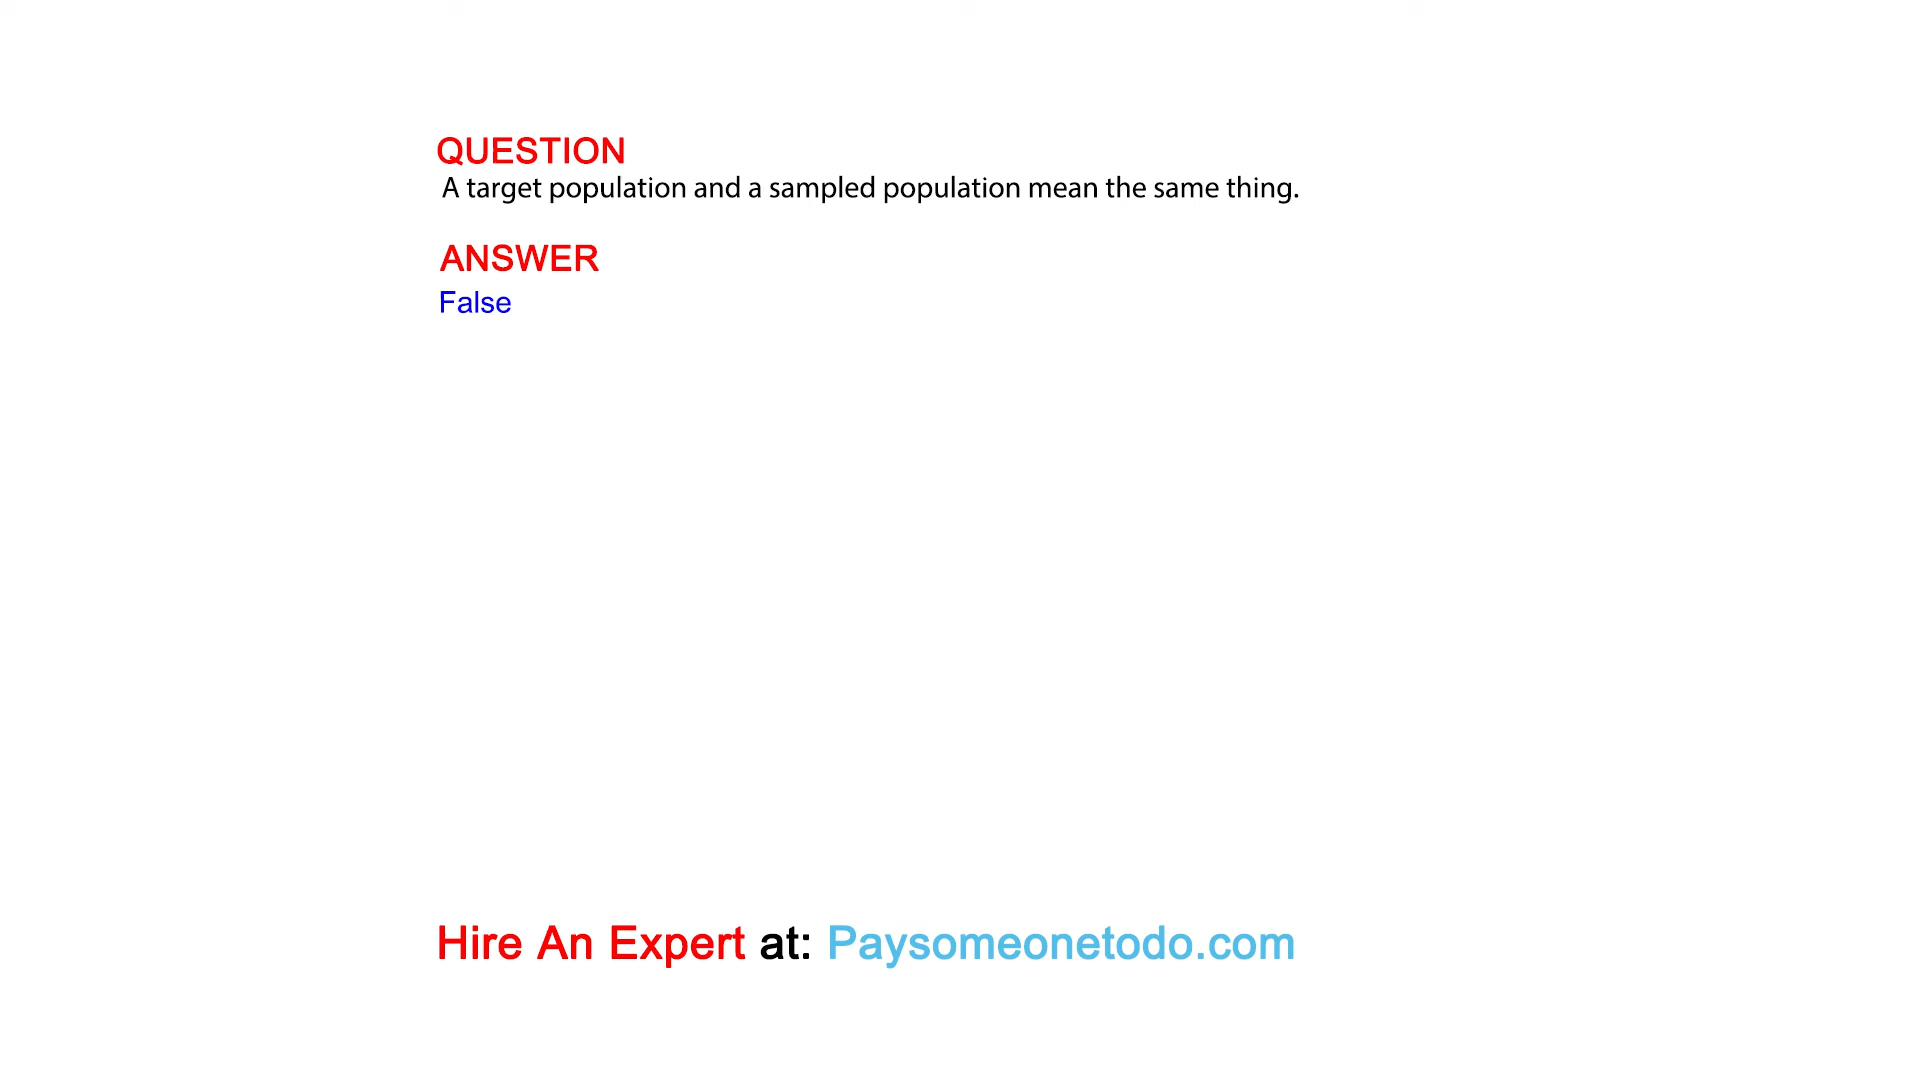 QUESTION
A target population and a sampled population mean the same thing.
ANSWER
False
Hire An Expert at: Paysomeonetodo.com